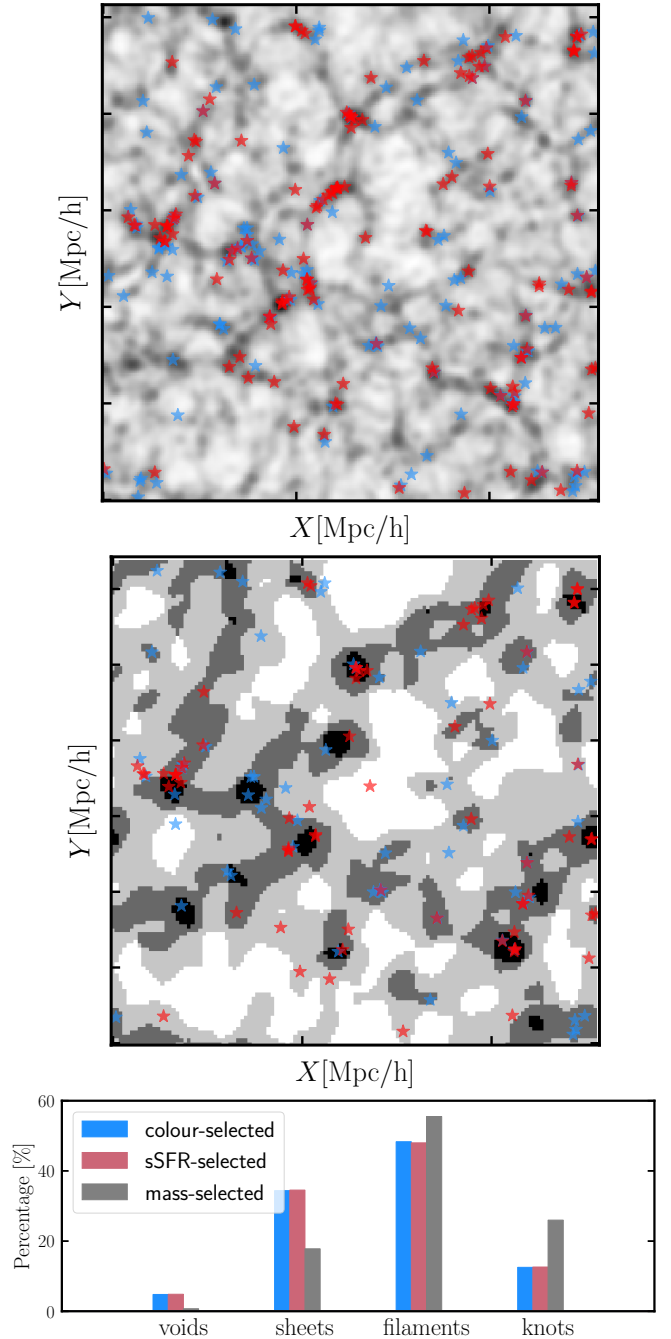 Y[Mpc/h]
X[Mpc/h]
Y[Mpc/h]
X[Mpc/h]
Percentage [%]
60
40
20
0
colour-selected
sSFR-selected
mass-selected
voids sheets filaments knots